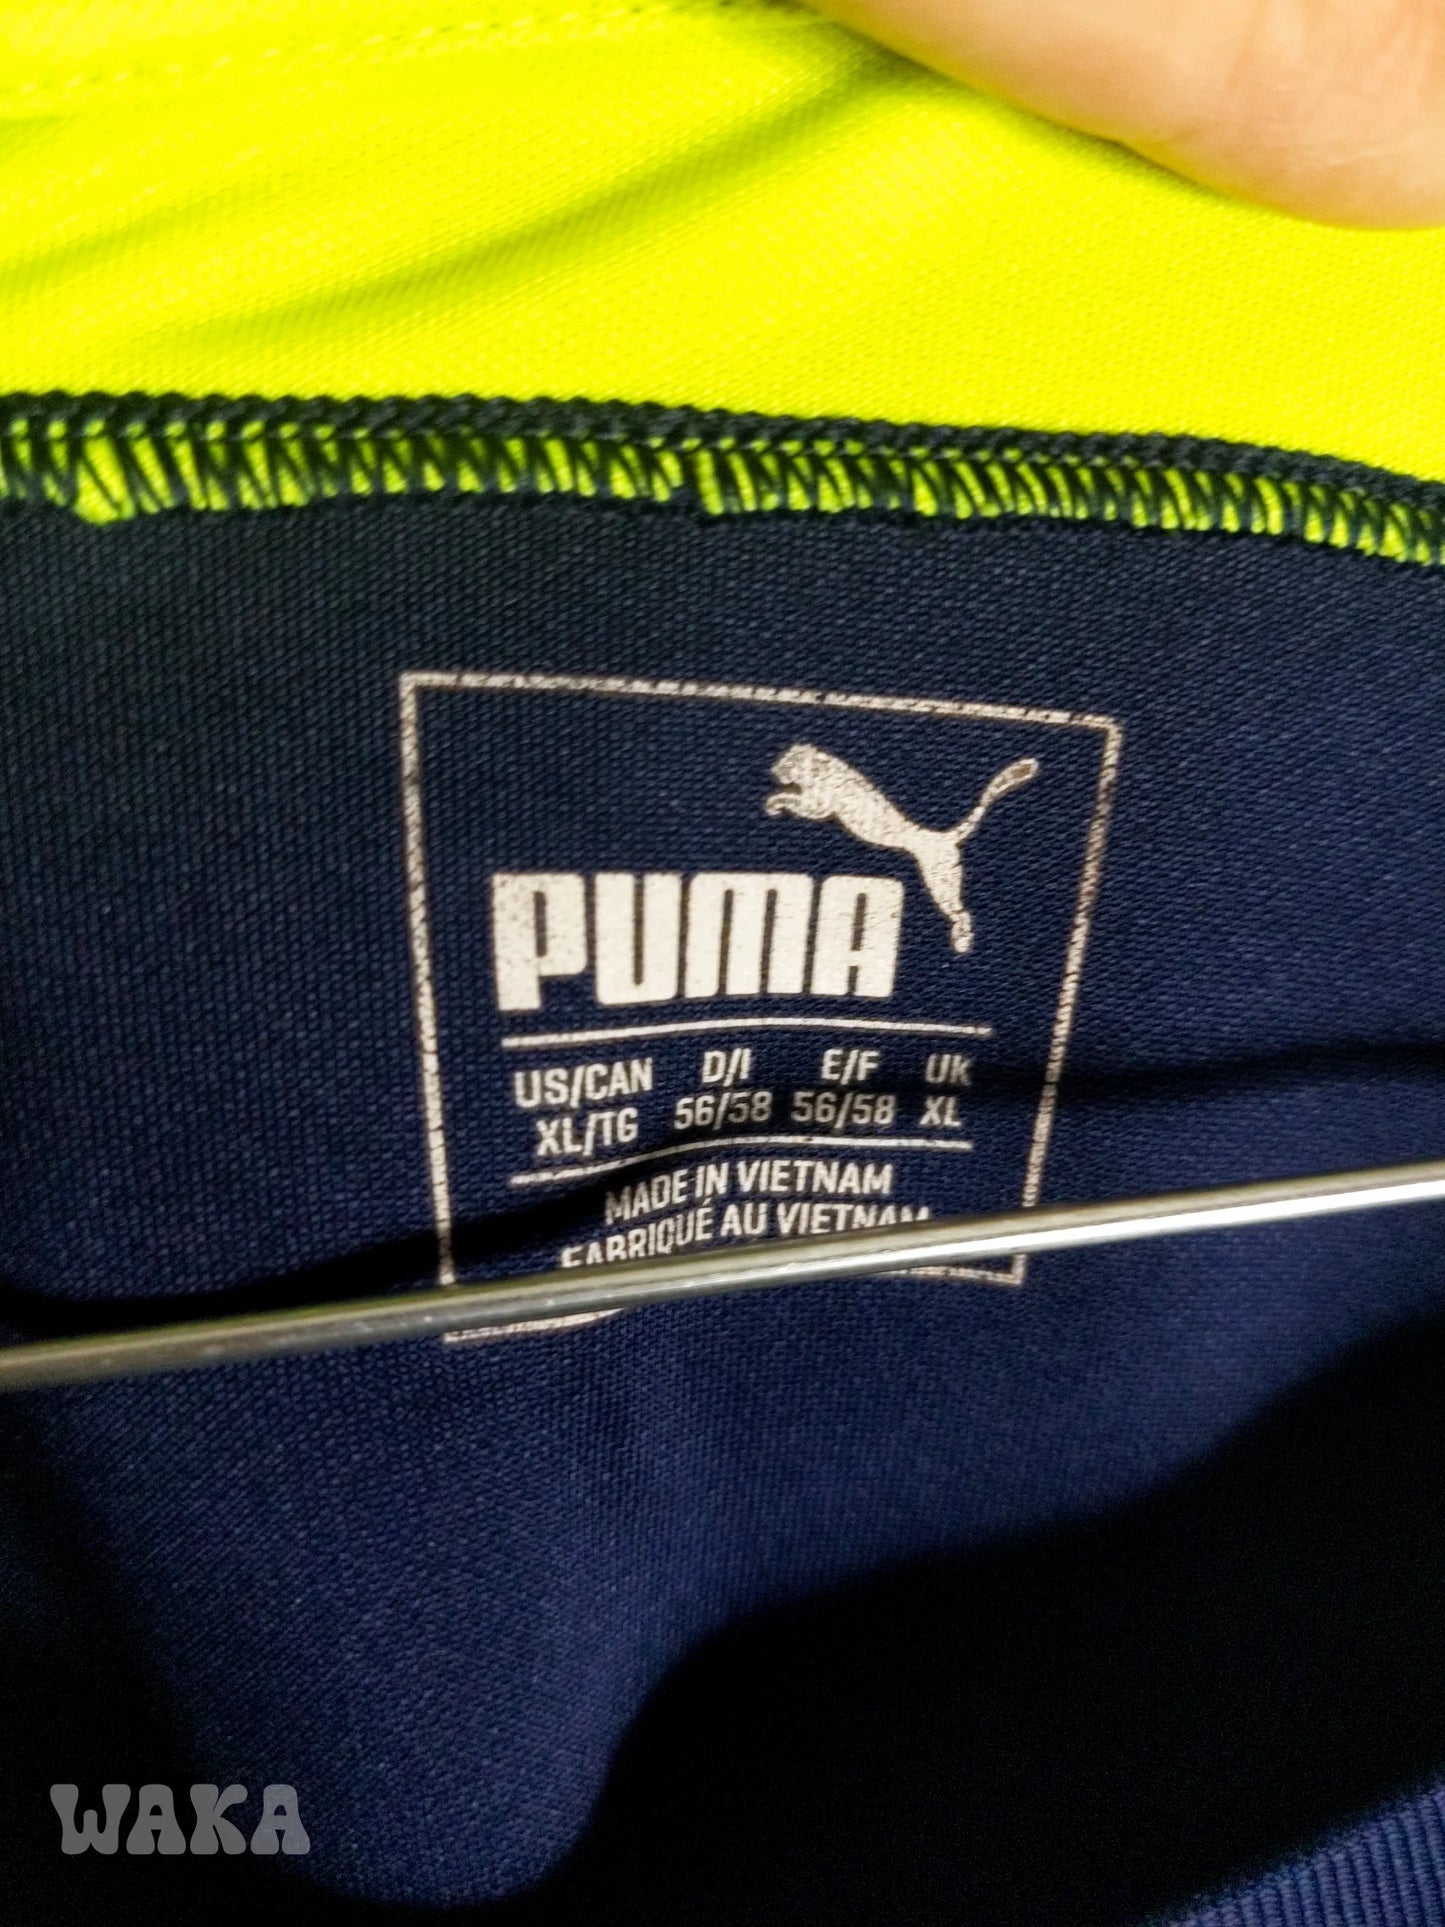 PUMA
US/CAN D/I E/F UK
XL/TG 56/58 56/58 XL
MADE IN VIETNAM
FABRIQUÉ AU VIETNAM
WAKA